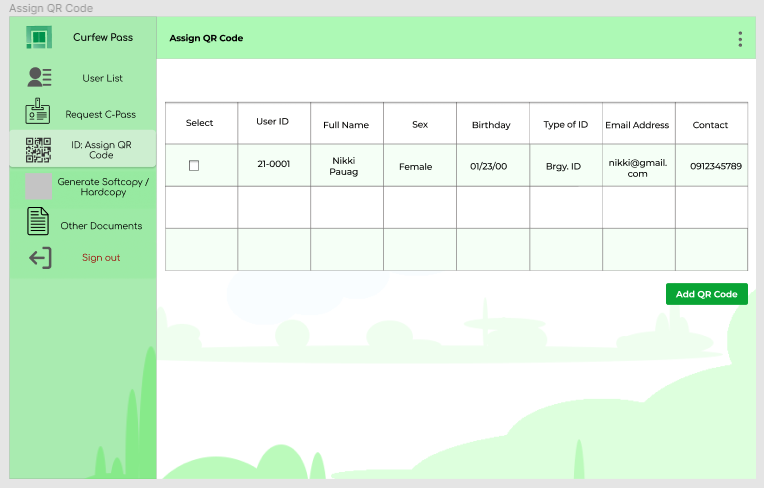 Assign QR Code
Curfew Pass
Assign QR Code
User List
Request C-Pass
ID: Assign QR
Code
Generate Softcopy /
Hardcopy
Other Documents
Sign out
Select
User ID
Full Name
Sex
Birthday
Type of ID
Email Address
Contact
21-0001
Nikki
Pauag
Female
01/23/00
Brgy. ID
nikki@gmail.
com
0912345789
Add QR Code